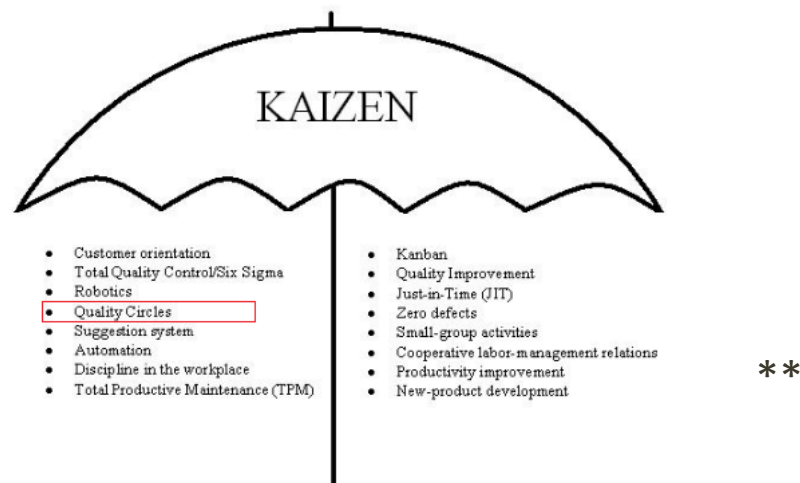 KAIZEN
• Customer orientation
• Total Quality Control/Six Sigma
• Robotics
• Quality Circles
• Suggestion system
• Automation
• Discipline in the workplace
• Total Productive Maintenance (TPM)
• Kanban
• Quality Improvement
• Just-in-Time (JIT)
• Zero defects
• Small-group activities
• Cooperative labor-management relations
• Productivity improvement
• New-product development
**